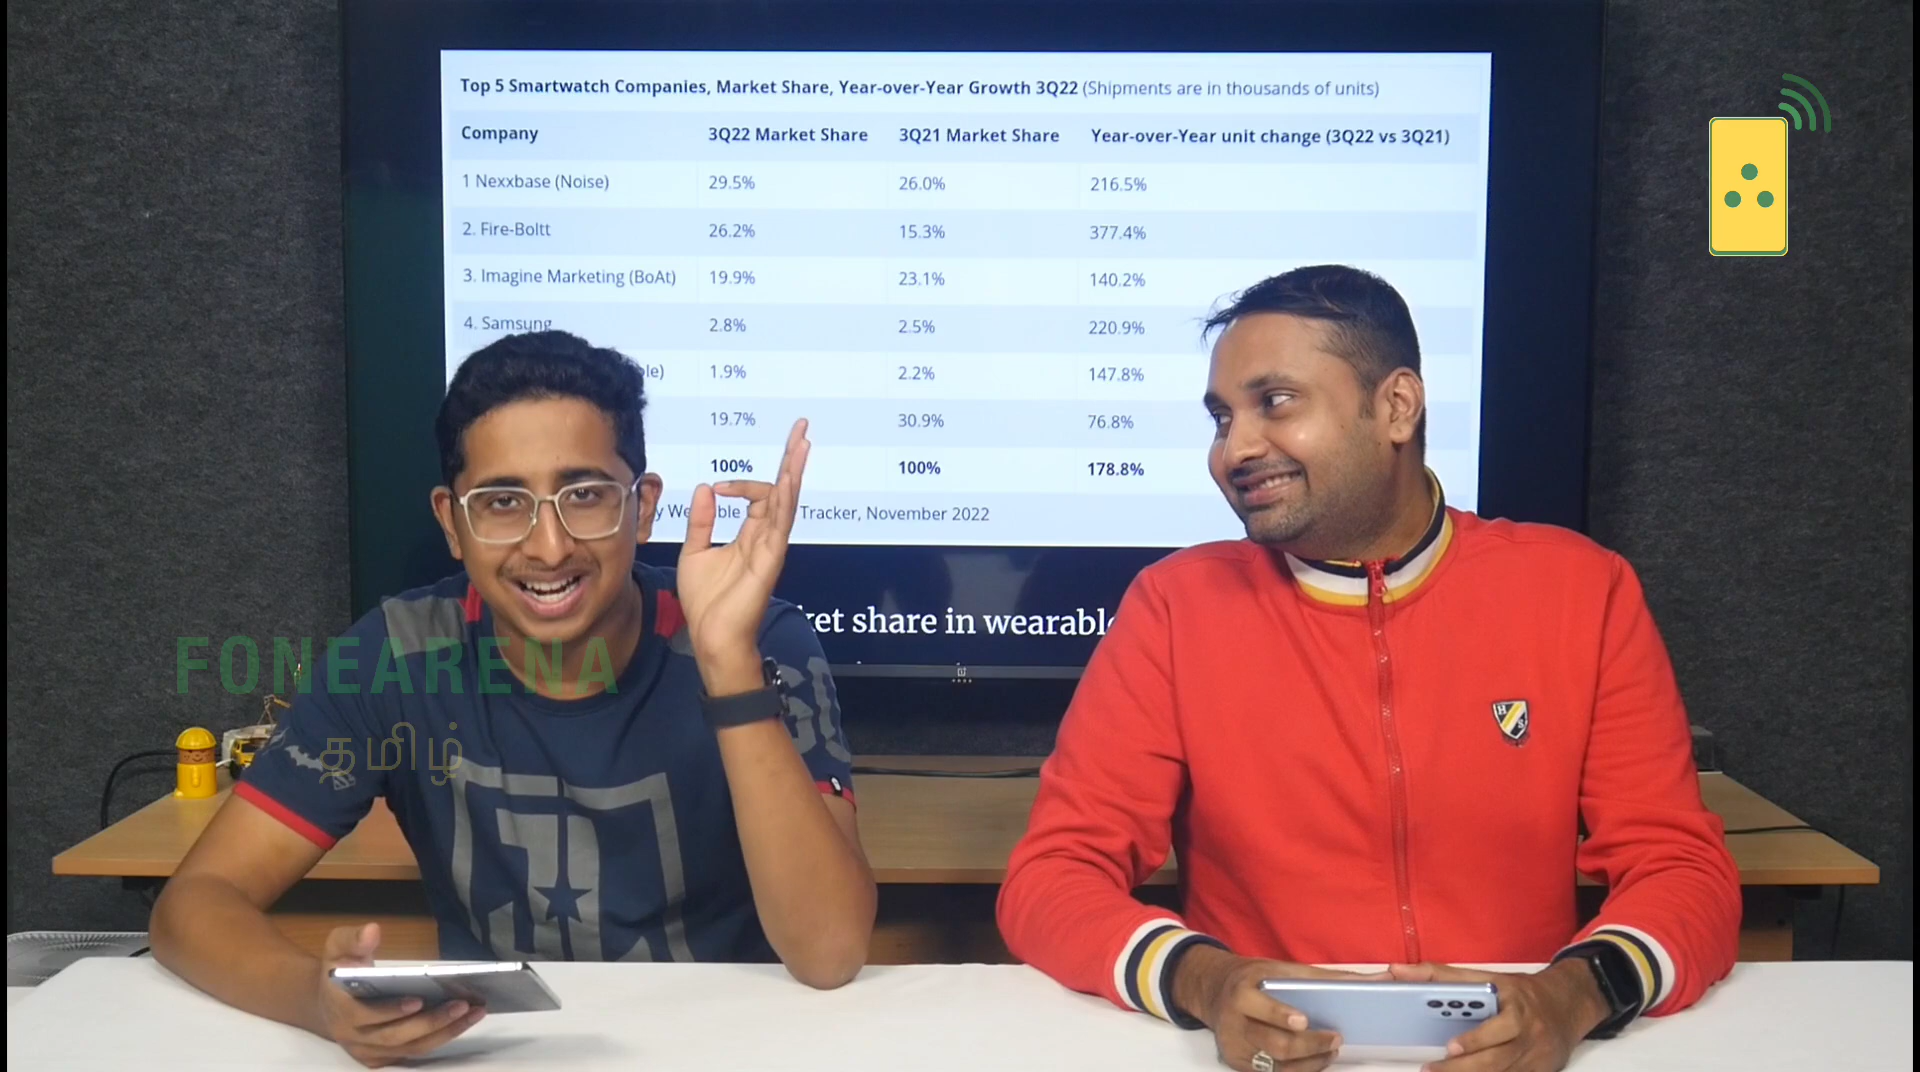 Top 5 Smartwatch Companies, Market Share, Year-over-Year Growth 3Q22 (Shipments are in thousands of units)
Company 3Q22 Market Share 3Q21 Market Share Year-over-Year unit change (3Q22 vs 3Q21)
1 Nexxbase (Noise) 29.5% 26.0% 216.5%
2. Fire-Boltt 26.2% 15.3% 377.4%
3. Imagine Marketing (BoAt) 19.9% 23.1% 140.2%
4. Samsung 2.8% 2.5% 220.9%
1.9% 2.2% 147.8%
19.7% 30.9% 76.8%
100% 100% 178.8%
Tracker, November 2022
share in
FONEARENA
தமிழ்
H
S